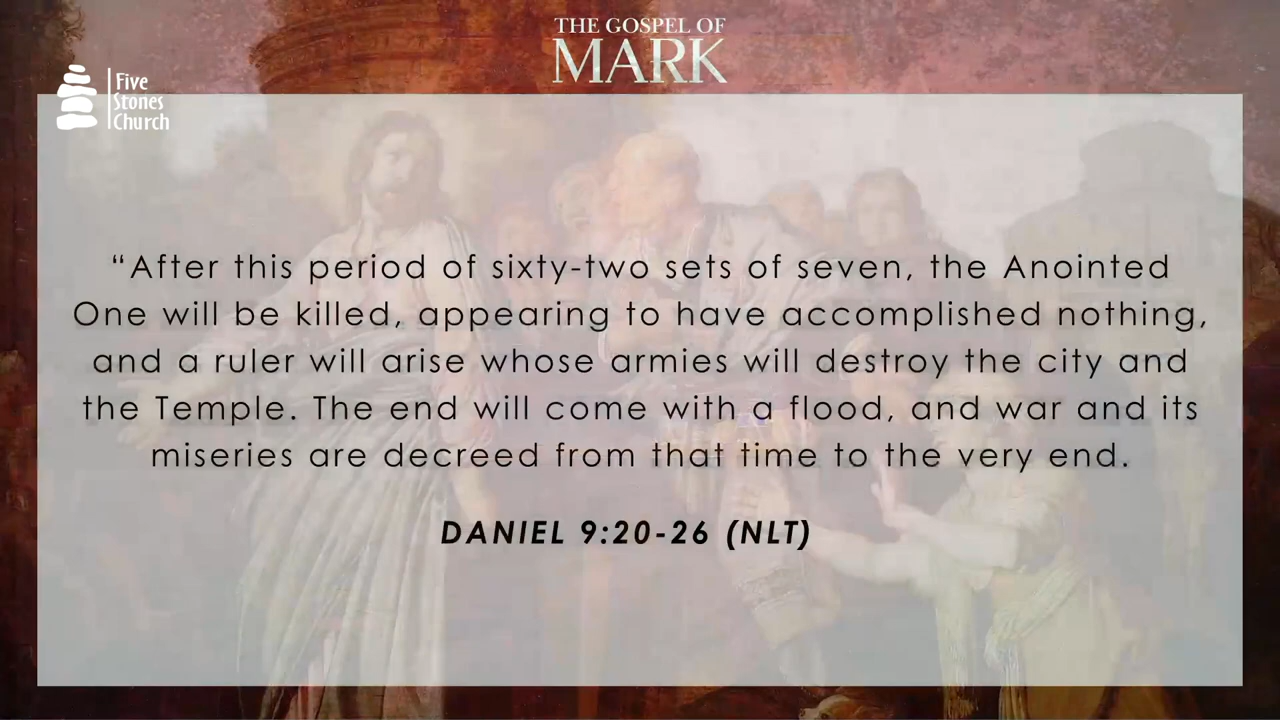 THE GOSPEL OF
MARK
Five
Stones
Church
“After this period of sixty-two sets of seven, the Anointed
One will be killed, appearing to have accomplished nothing,
and a ruler will arise whose armies will destroy the city and
the Temple. The end will come with a flood, and war and its
miseries are decreed from that time to the very end.
DANIEL 9:20-26 (NLT)